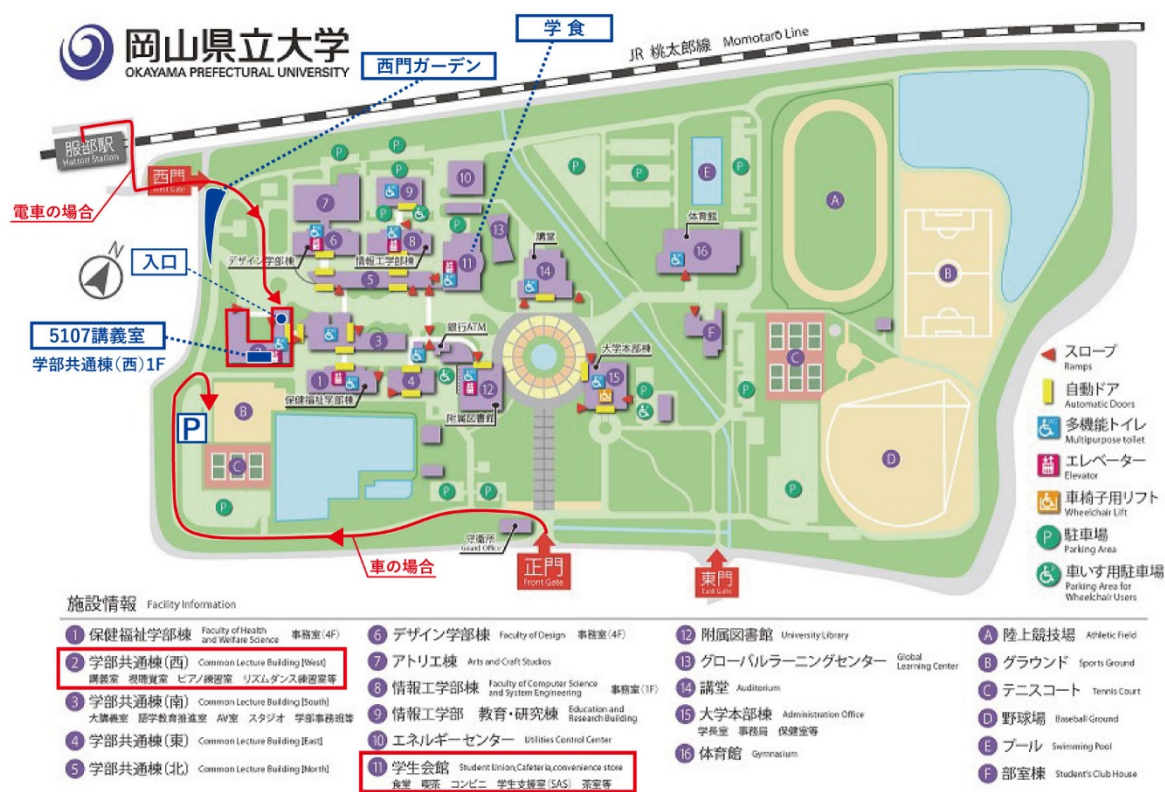 岡山県立大学
OKAYAMA PREFECTURAL UNIVERSITY
学食
西門ガーデン
JR 桃太郎線 Momotaro Line
服部駅
Hattori Station
西門
West Gate
電車の場合
N
入口
5107講義室
学部共通棟(西)1F
デザイン学部棟
情報工学部棟
講堂
体育館
銀行ATM
大学本部棟
保健福祉学部棟
附属図書館
P
守衛所
Guard Office
車の場合
正門
Front Gate
東門
East Gate
スロープ
Ramps
自動ドア
Automatic Doors
多機能トイレ
Multipurpose toilet
エレベーター
Elevator
車椅子用リフト
Wheelchair Lift
P 駐車場
Parking Area
車いす用駐車場
Parking Area for
Wheelchair Users
施設情報 Facility Information
1 保健福祉学部棟 Faculty of Health and Welfare Science 事務室(4F)
2 学部共通棟(西) Common Lecture Building [West]
講義室 視聴覚室 ピアノ練習室 リズムダンス練習室等
3 学部共通棟(南) Common Lecture Building [South]
大講義室 語学教育推進室 AV室 スタジオ 学部事務班等
4 学部共通棟(東) Common Lecture Building [East]
5 学部共通棟(北) Common Lecture Building [North]
6 デザイン学部棟 Faculty of Design 事務室(4F)
7 アトリエ棟 Arts and Craft Studios
8 情報工学部棟 Faculty of Computer Science and System Engineering 事務室(1F)
9 情報工学部 教育・研究棟 Education and Research Building
10 エネルギーセンター Utilities Control Center
11 学生会館 Student Union,Cafeteria,convenience store
食堂 喫茶 コンビニ 学生支援室(SAS) 茶室等
12 附属図書館 University Library
13 グローバルラーニングセンター Global Learning Center
14 講堂 Auditorium
15 大学本部棟 Administration Office
学長室 事務局 保健室等
16 体育館 Gymnasium
A 陸上競技場 Athletic Field
B グラウンド Sports Ground
C テニスコート Tennis Court
D 野球場 Baseball Ground
E プール Swimming Pool
F 部室棟 Student's Club House